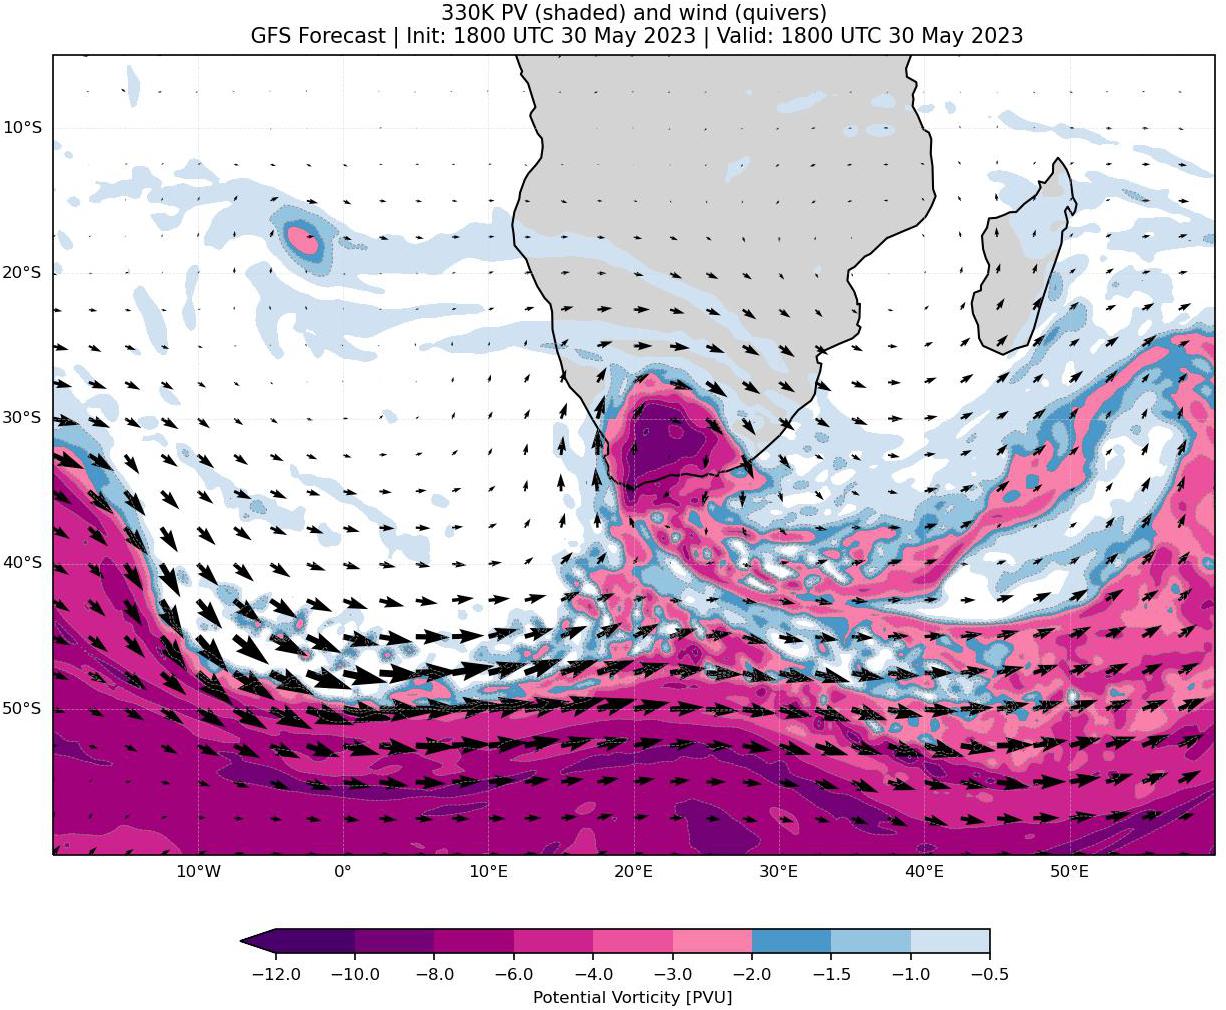 330K PV (shaded) and wind (quivers)
GFS Forecast | Init: 1800 UTC 30 May 2023 | Valid: 1800 UTC 30 May 2023
10°S
20°S
30°S
40°S
50°S
10°W 0° 10°E 20°E 30°E 40°E 50°E
−12.0 −10.0 −8.0 −6.0 −4.0 −3.0 −2.0 −1.5 −1.0 −0.5
Potential Vorticity [PVU]